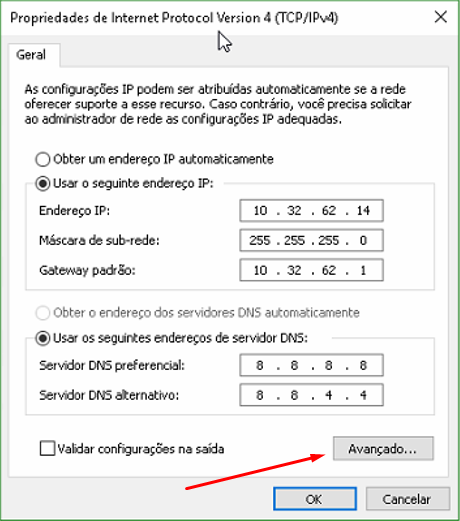 Propriedades de Internet Protocol Version 4 (TCP/IPv4)
Geral
As configurações IP podem ser atribuídas automaticamente se a rede
oferecer suporte a esse recurso. Caso contrário, você precisa solicitar
ao administrador de rede as configurações IP adequadas.
Obter um endereço IP automaticamente
Usar o seguinte endereço IP:
Endereço IP: 10 . 32 . 62 . 14
Máscara de sub-rede: 255 . 255 . 255 . 0
Gateway padrão: 10 . 32 . 62 . 1
Obter o endereço dos servidores DNS automaticamente
Usar os seguintes endereços de servidor DNS:
Servidor DNS preferencial: 8 . 8 . 8 . 8
Servidor DNS alternativo: 8 . 8 . 4 . 4
Validar configurações na saída Avançado...
OK Cancelar